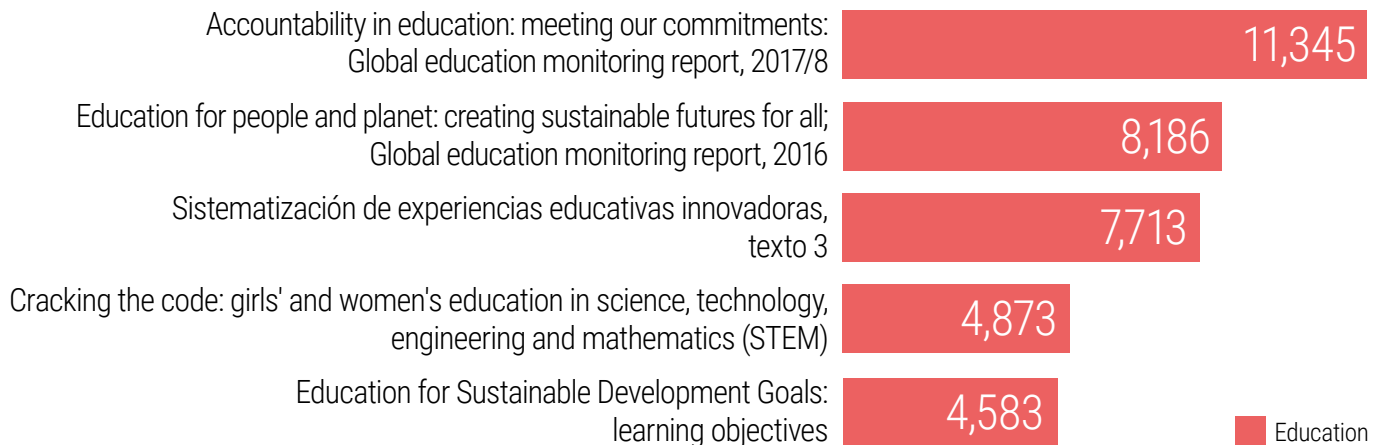 Accountability in education: meeting our commitments:
Global education monitoring report, 2017/8
11,345
Education for people and planet: creating sustainable futures for all;
Global education monitoring report, 2016
8,186
Sistematización de experiencias educativas innovadoras,
texto 3
7,713
Cracking the code: girls' and women's education in science, technology,
engineering and mathematics (STEM)
4,873
Education for Sustainable Development Goals:
learning objectives
4,583
Education